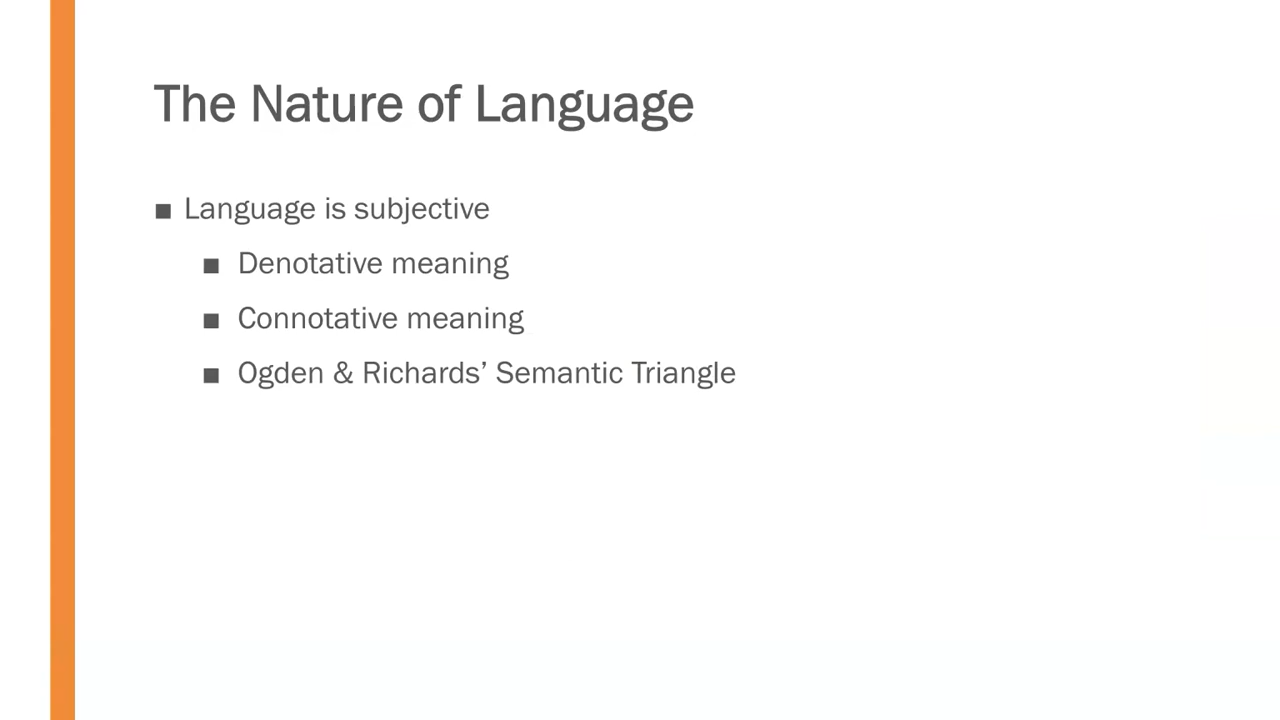 The Nature of Language
■ Language is subjective
■ Denotative meaning
■ Connotative meaning
■ Ogden & Richards’ Semantic Triangle